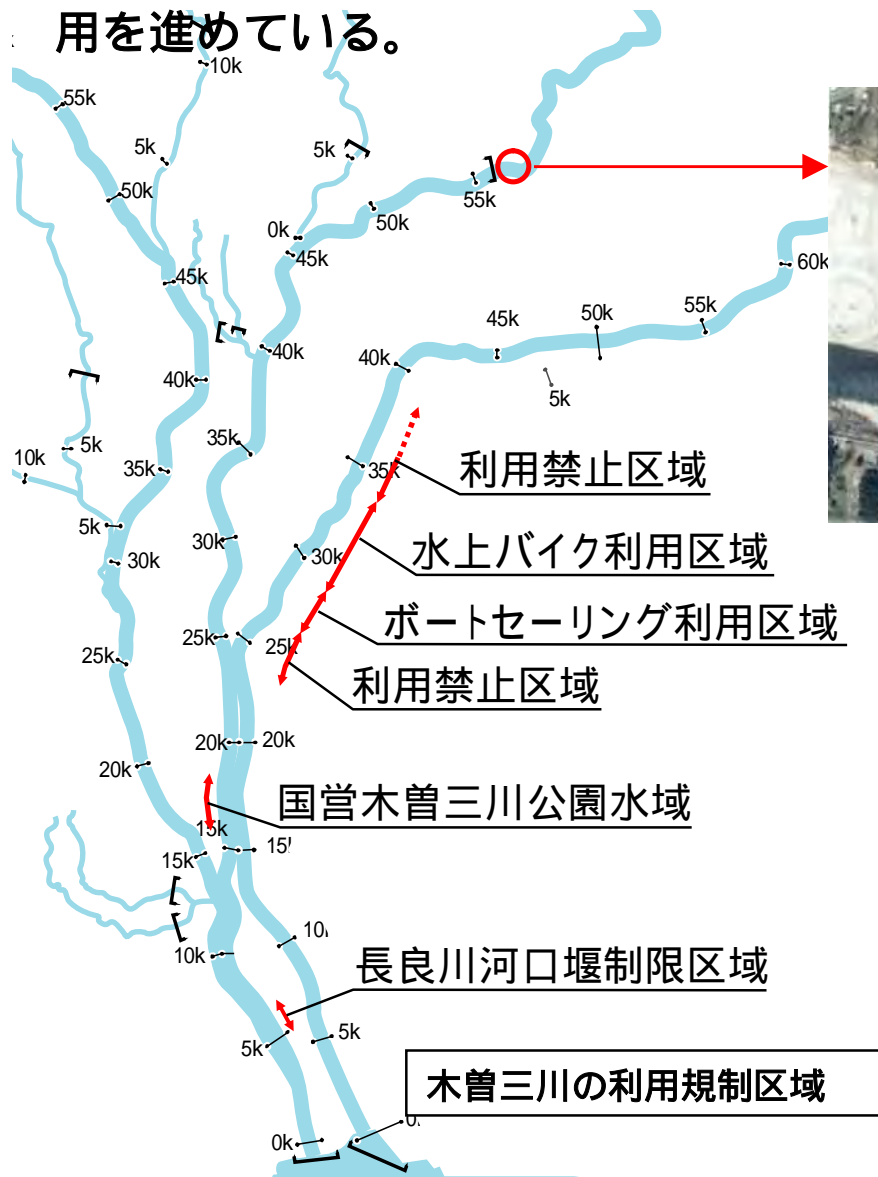 用を進めている。
10k
55k
5k
5k
50k
55k
50k
0k
45k
60k
45k
55k
50k
45k
40k
40k
40k
5k
35k
5k
10k
35k
35k
利用禁止区域
5k
30k
水上バイク利用区域
30k
30k
ボートセーリング利用区域
25k
25k
25k
利用禁止区域
20k
20k
20k
国営木曽三川公園水域
15k
15k
15
10
10k
長良川河口堰制限区域
5k
5k
木曽三川の利用規制区域
0k